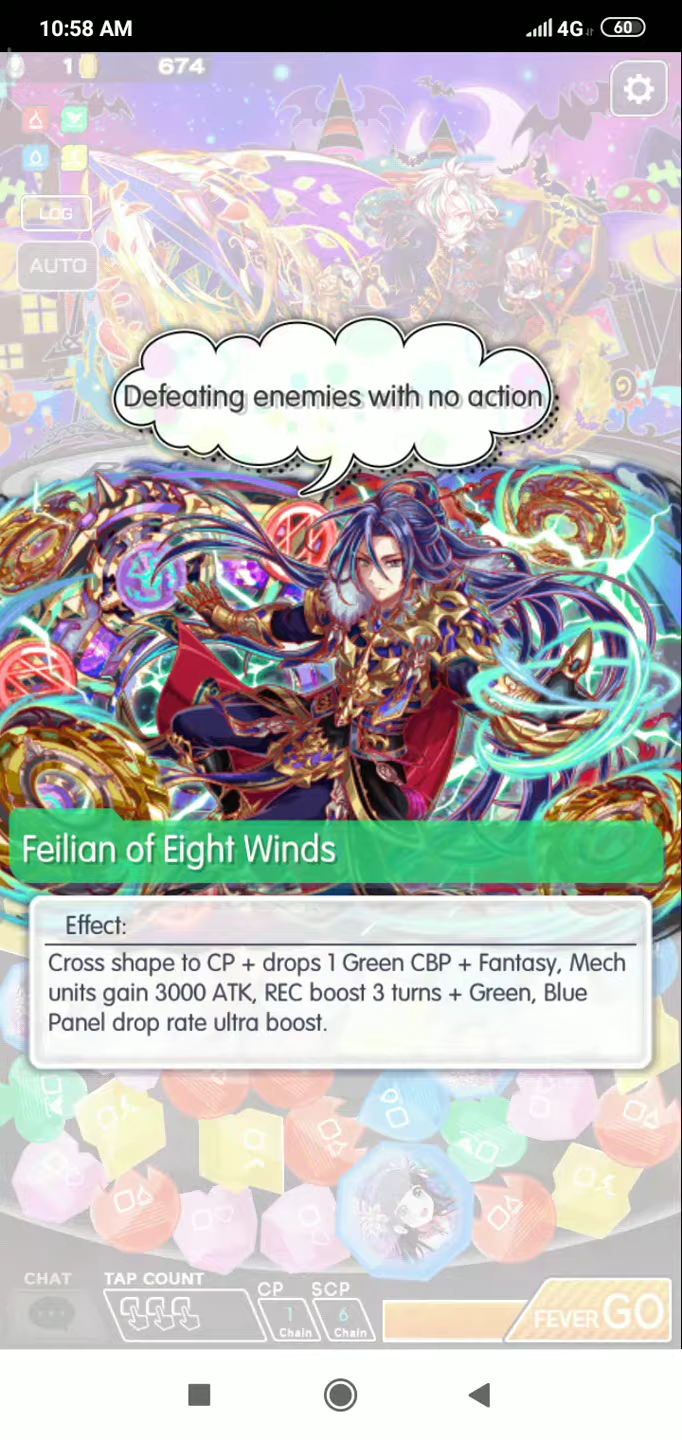 10:58 AM
4G
60
1
674
LOG
AUTO
Defeating enemies with no action
Feilian of Eight Winds
Effect:
Cross shape to CP + drops 1 Green CBP + Fantasy, Mech
units gain 3000 ATK, REC boost 3 turns + Green, Blue
Panel drop rate ultra boost.
CHAT
TAP COUNT
CP
SCP
1
Chain
6
Chain
FEVER GO